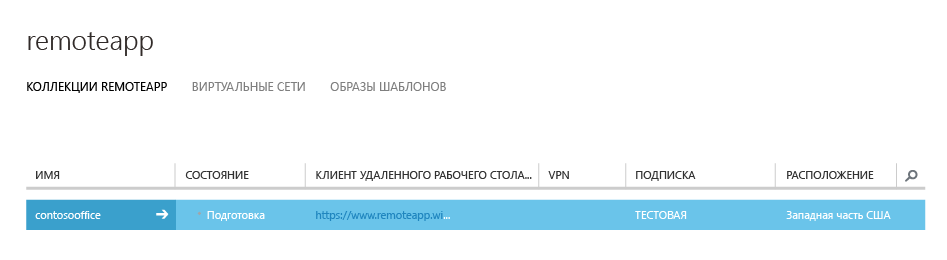 remoteapp
КОЛЛЕКЦИИ REMOTEAPP ВИРТУАЛЬНЫЕ СЕТИ ОБРАЗЫ ШАБЛОНОВ
ИМЯ СОСТОЯНИЕ КЛИЕНТ УДАЛЕННОГО РАБОЧЕГО СТОЛА... VPN ПОДПИСКА РАСПОЛОЖЕНИЕ
contosooffice Подготовка https://www.remoteapp.wi... ТЕСТОВАЯ Западная часть США